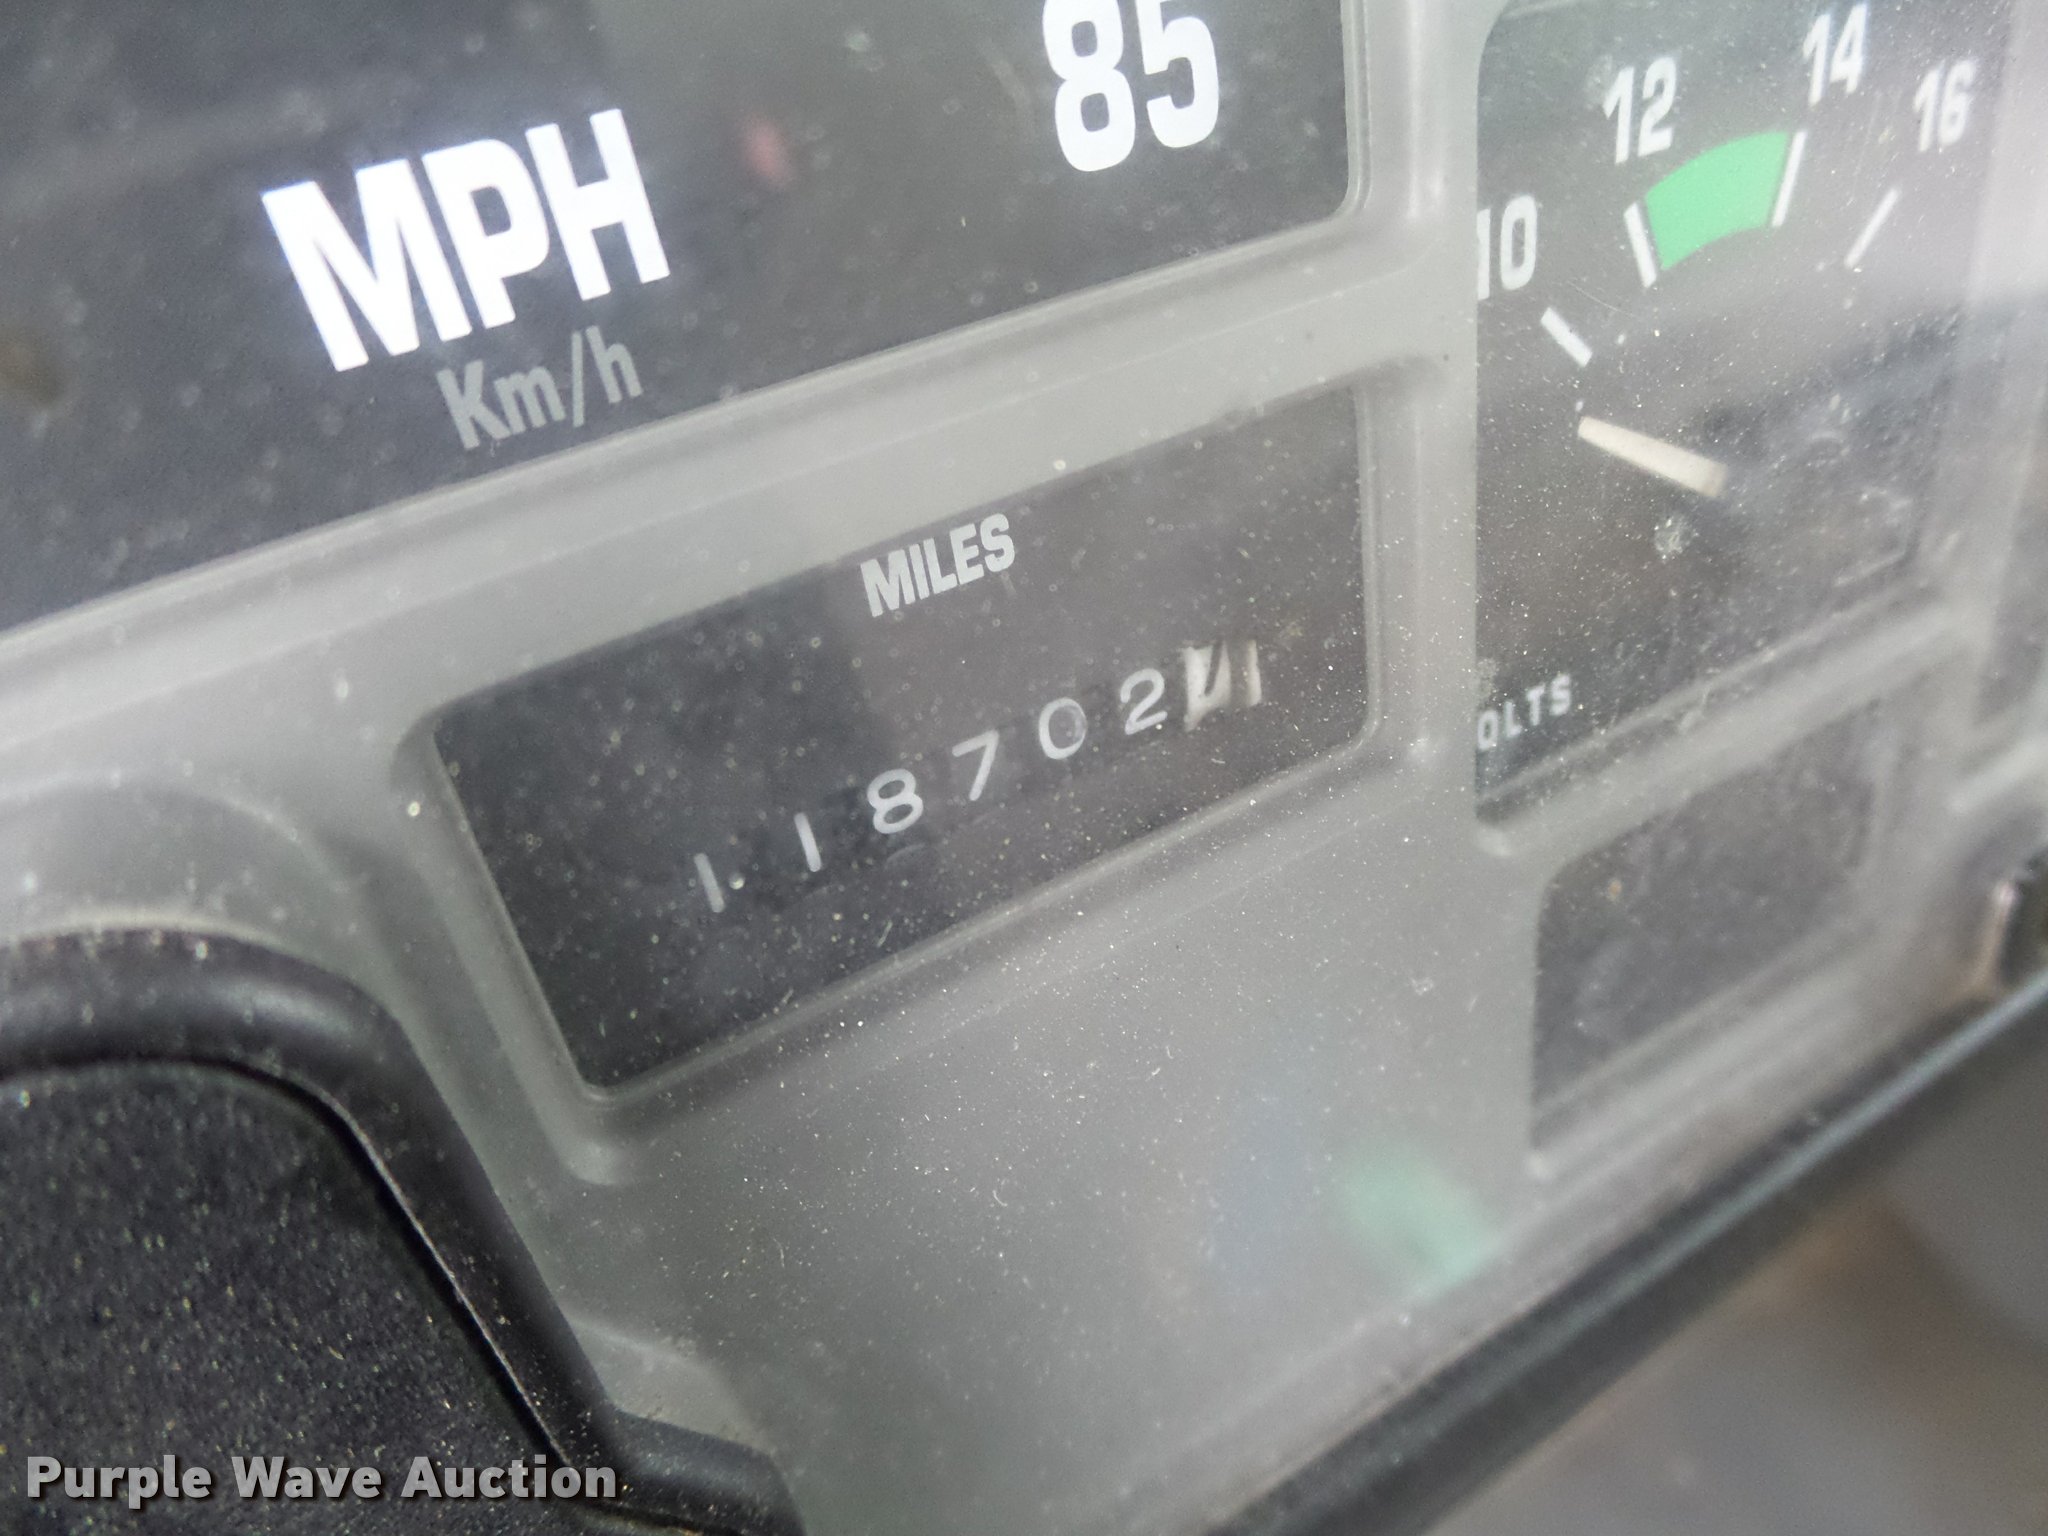 85
MPH
Km/h
10 12 14 16
MILES
118702
OLTS
Purple Wave Auction